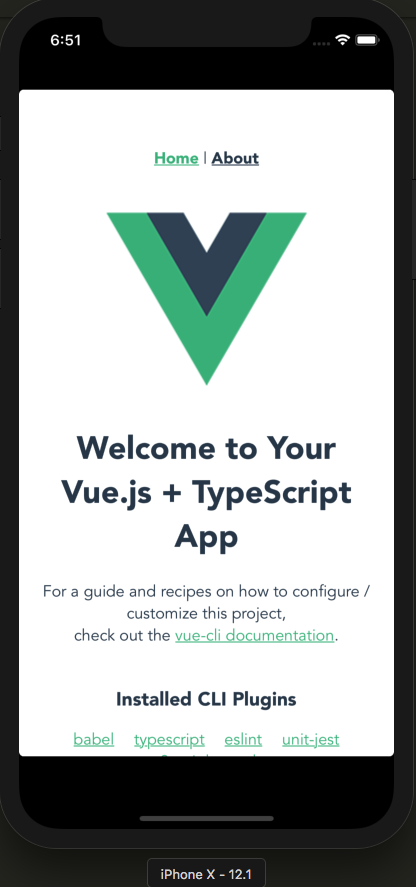 6:51
Home | About
Welcome to Your
Vue.js + TypeScript
App
For a guide and recipes on how to configure /
customize this project,
check out the vue-cli documentation.
Installed CLI Plugins
babel typescript eslint unit-jest
iPhone X - 12.1